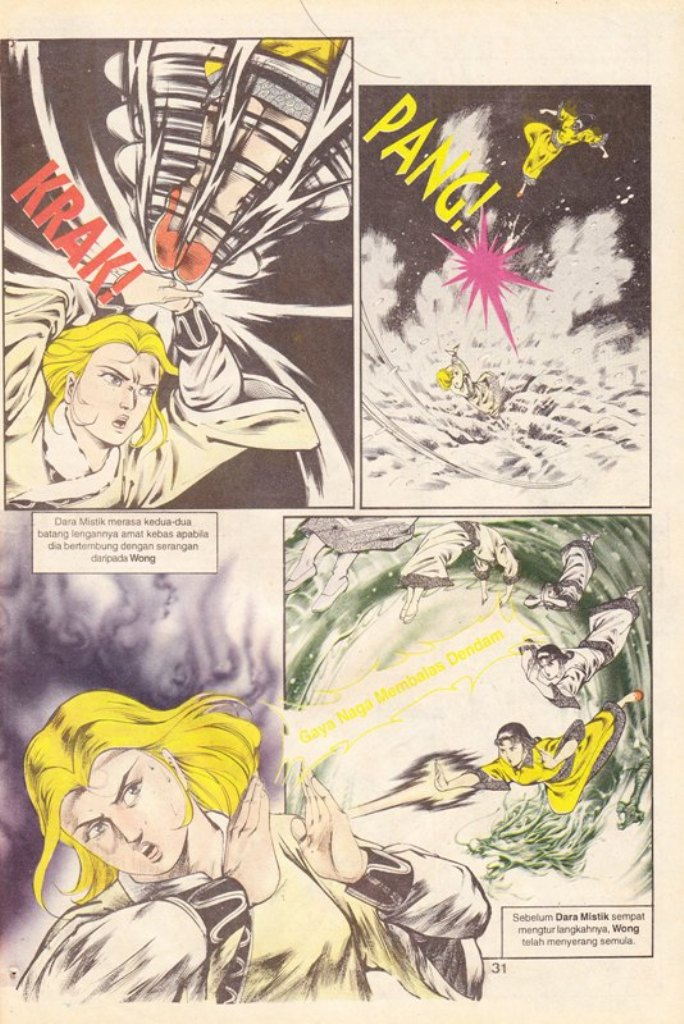 KRAK!
PANG!
Dara Mistik merasa kedua-dua
batang lengannya amat kebas apabila
dia bertembung dengan serangan
daripada Wong
Gaya Naga Membalas Dendam
Sebelum Dara Mistik sempat
mengtur langkahnya, Wong
telah menyerang semula.
31